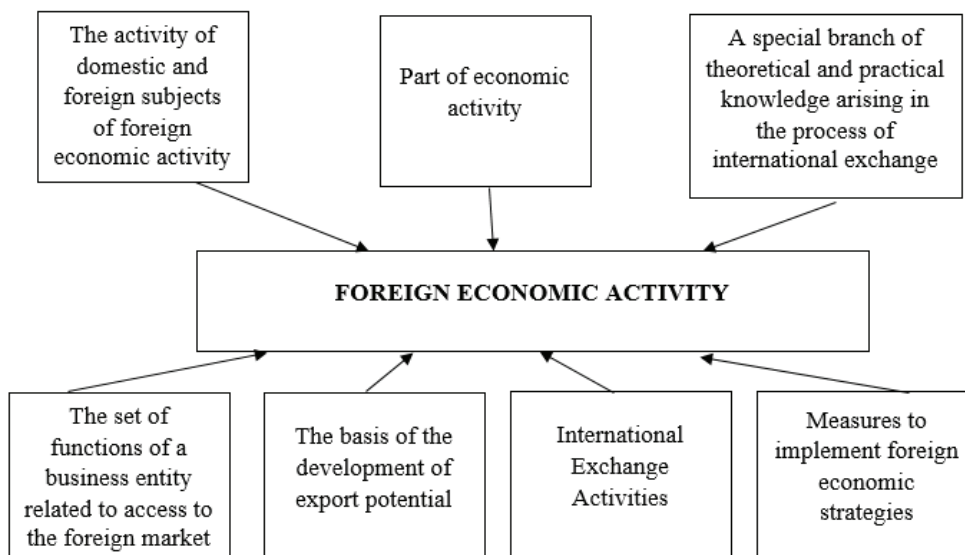 The activity of
domestic and
foreign subjects
of foreign
economic activity
Part of economic
activity
A special branch of
theoretical and practical
knowledge arising in
the process of
international exchange
FOREIGN ECONOMIC ACTIVITY
The set of
functions of a
business entity
related to access to
the foreign market
The basis of the
development of
export potential
International
Exchange
Activities
Measures to
implement foreign
economic
strategies